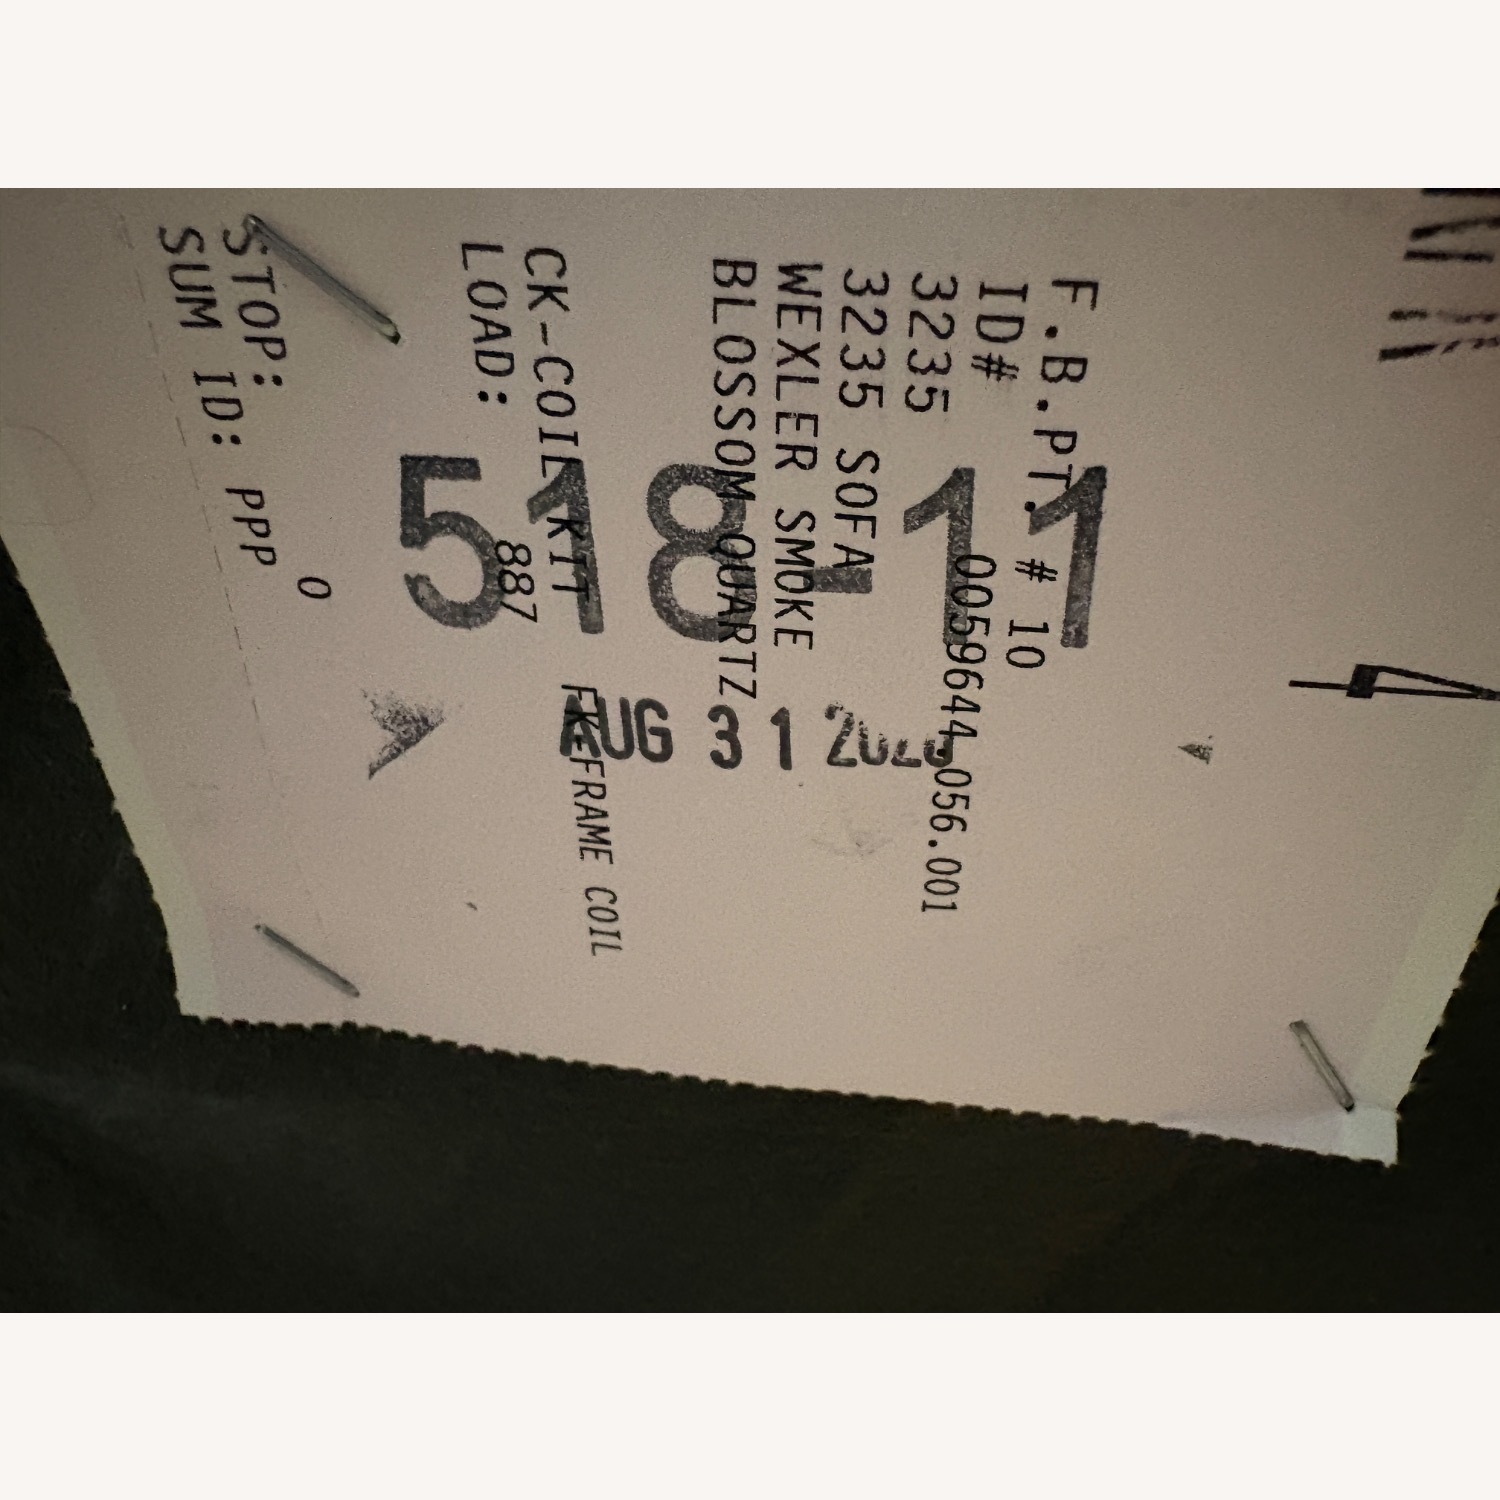 F.B.PT. # 10
ID# 0059644.056.001
3235
3235 SOFA
WEXLER SMOKE
BLOSSOM QUARTZ
CK-COIL KIT FK-FRAME COIL
LOAD: 887
STOP: 0
SUM ID: PPP
518-11
AUG 31